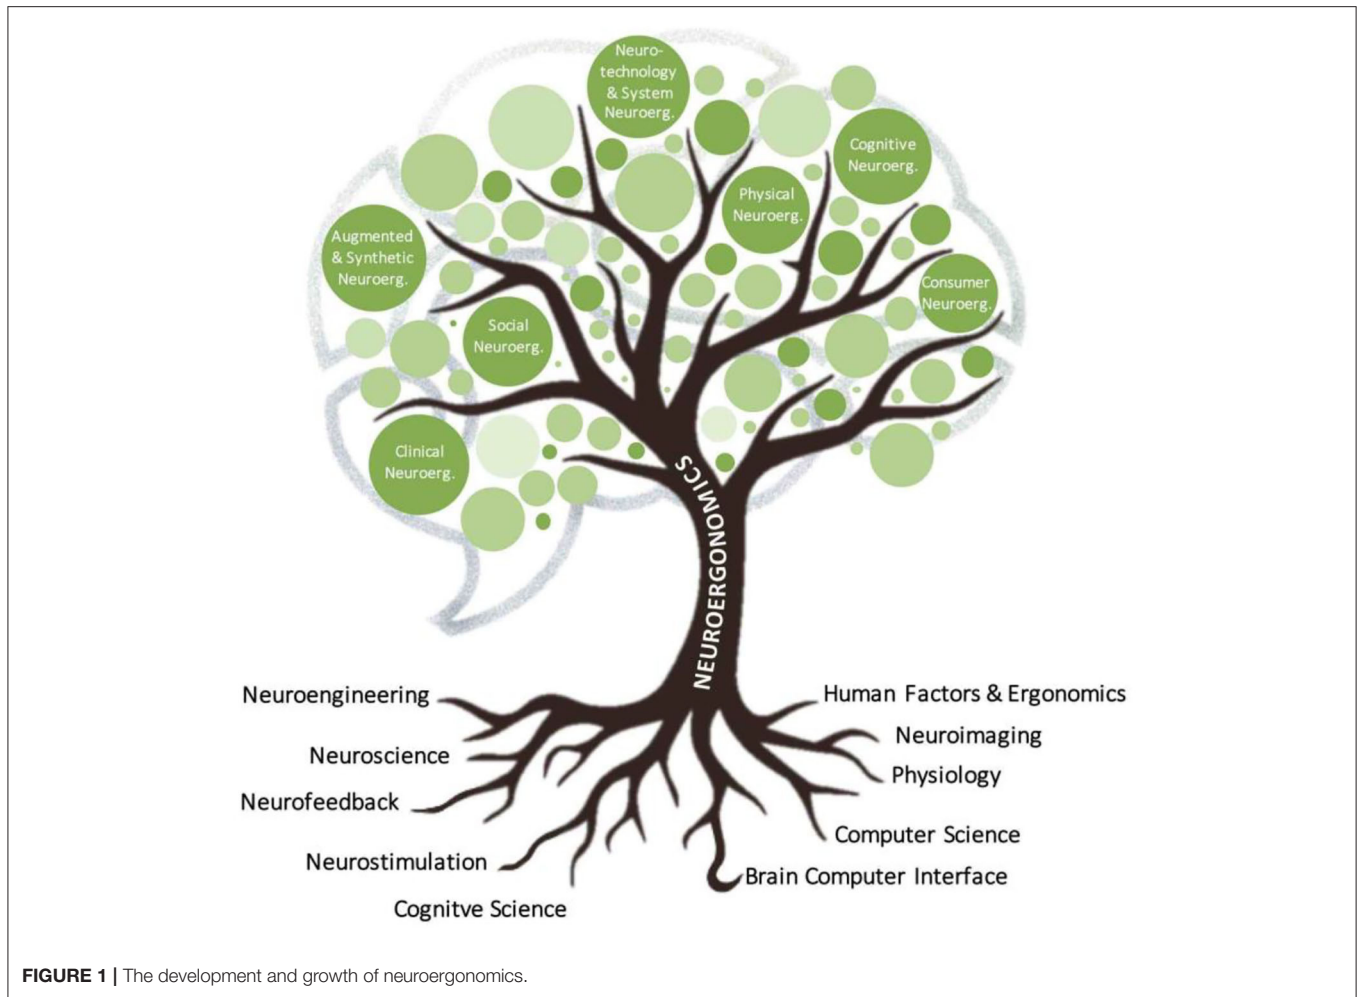 Neuro-
technology
& System
Neuroerg.
Cognitive
Neuroerg.
Physical
Neuroerg.
Augmented
& Synthetic
Neuroerg.
Consumer
Neuroerg.
Social
Neuroerg.
Clinical
Neuroerg.
NEUROERGONOMICS
Neuroengineering
Human Factors & Ergonomics
Neuroimaging
Neuroscience
Physiology
Neurofeedback
Computer Science
Neurostimulation
Brain Computer Interface
Cognitve Science
FIGURE 1 | The development and growth of neuroergonomics.